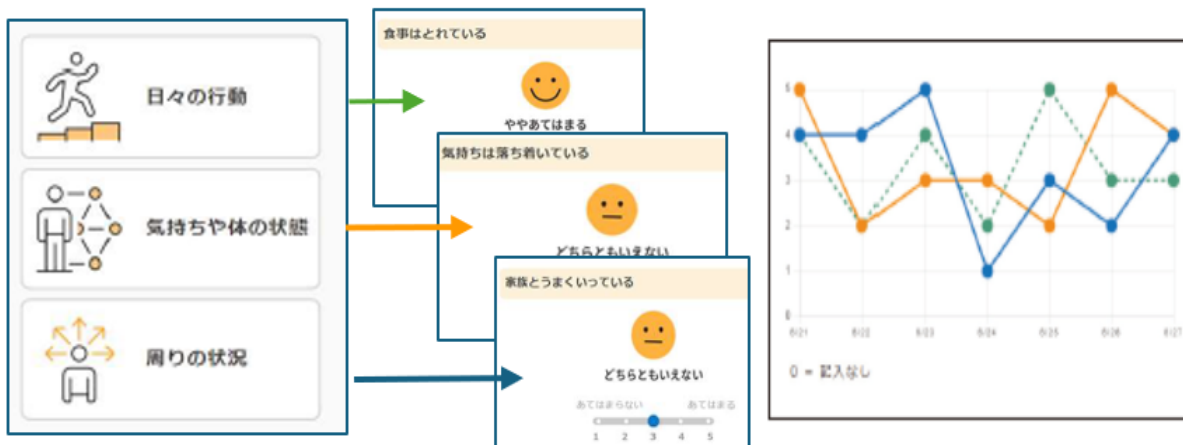 日々の行動
気持ちや体の状態
周りの状況
食事はとれている
ややあてはまる
気持ちは落ち着いている
どちらともいえない
家族とうまくいっている
どちらともいえない
あてはまらない あてはまる
1 2 3 4 5
5
4
3
2
1
0
6/21 6/22 6/23 6/24 6/25 6/26 6/27
0 = 記入なし